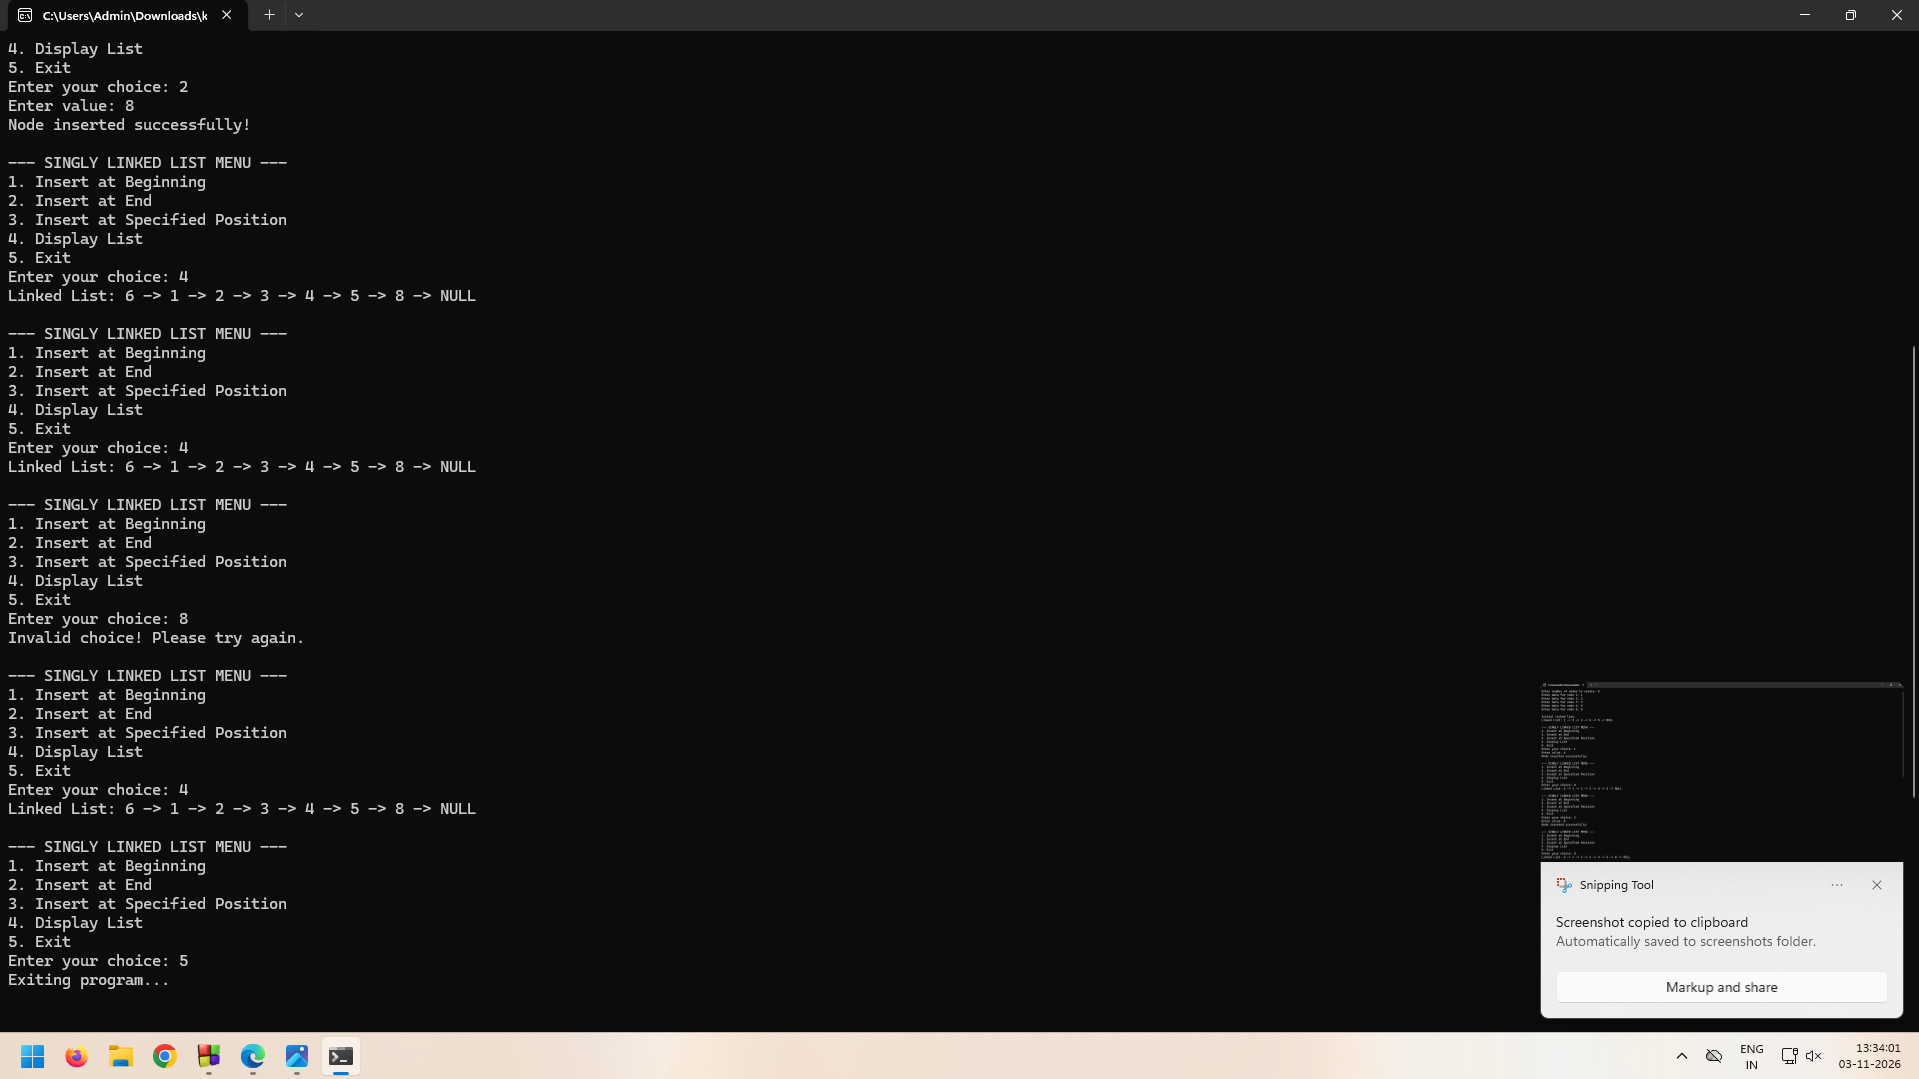 C:\Users\Admin\Downloads\k
4. Display List
5. Exit
Enter your choice: 2
Enter value: 8
Node inserted successfully!
--- SINGLY LINKED LIST MENU ---
1. Insert at Beginning
2. Insert at End
3. Insert at Specified Position
4. Display List
5. Exit
Enter your choice: 4
Linked List: 6 -> 1 -> 2 -> 3 -> 4 -> 5 -> 8 -> NULL
--- SINGLY LINKED LIST MENU ---
1. Insert at Beginning
2. Insert at End
3. Insert at Specified Position
4. Display List
5. Exit
Enter your choice: 4
Linked List: 6 -> 1 -> 2 -> 3 -> 4 -> 5 -> 8 -> NULL
--- SINGLY LINKED LIST MENU ---
1. Insert at Beginning
2. Insert at End
3. Insert at Specified Position
4. Display List
5. Exit
Enter your choice: 8
Invalid choice! Please try again.
--- SINGLY LINKED LIST MENU ---
1. Insert at Beginning
2. Insert at End
3. Insert at Specified Position
4. Display List
5. Exit
Enter your choice: 4
Linked List: 6 -> 1 -> 2 -> 3 -> 4 -> 5 -> 8 -> NULL
--- SINGLY LINKED LIST MENU ---
1. Insert at Beginning
2. Insert at End
3. Insert at Specified Position
4. Display List
5. Exit
Enter your choice: 5
Exiting program...
Snipping Tool
Screenshot copied to clipboard
Automatically saved to screenshots folder.
Markup and share
ENG
IN
13:34:01
03-11-2026